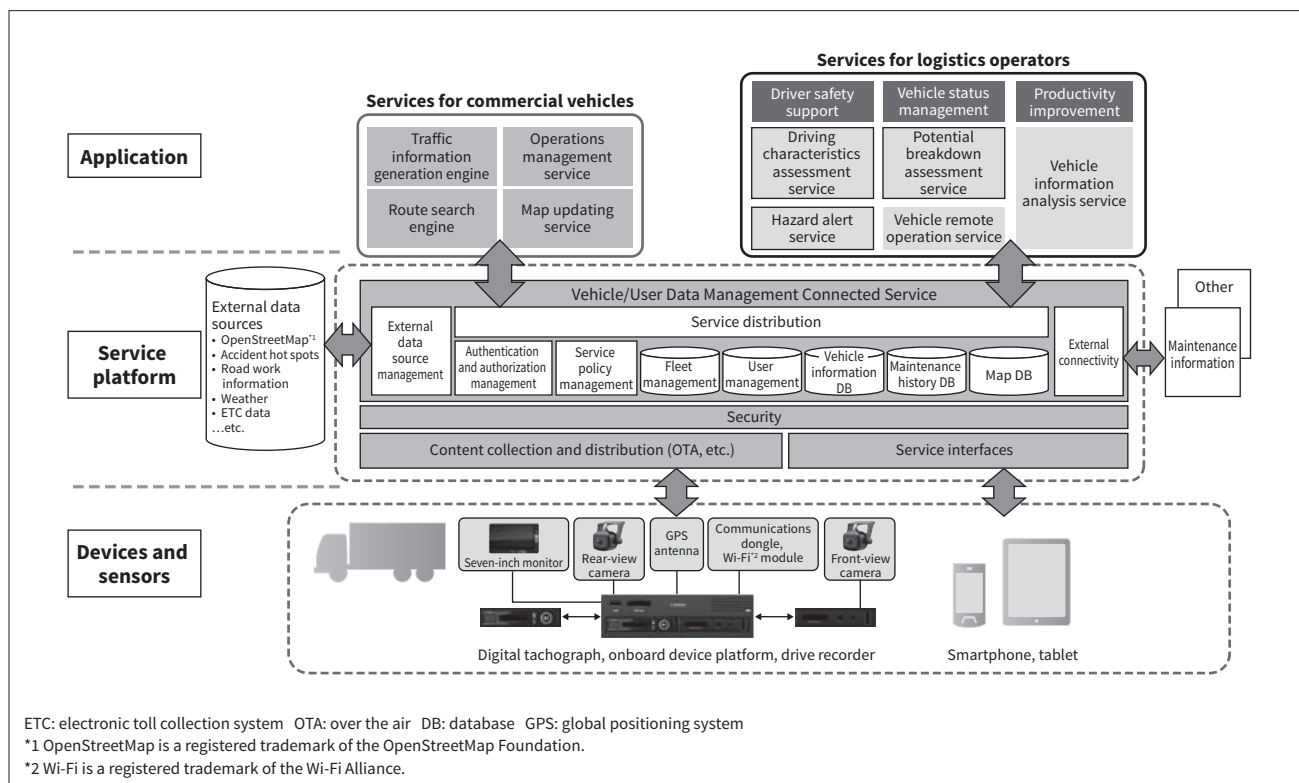 Services for logistics operators
Services for commercial vehicles
Application
Traffic
information
generation engine
Operations
management
service
Route search
engine
Map updating
service
Driver safety
support
Vehicle status
management
Productivity
improvement
Driving
characteristics
assessment
service
Potential
breakdown
assessment
service
Vehicle
information
analysis service
Hazard alert
service
Vehicle remote
operation service
Service
platform
External data
sources
• OpenStreetMap*1
• Accident hot spots
• Road work
information
• Weather
• ETC data
…etc.
Vehicle/User Data Management Connected Service
External
data
source
management
Service distribution
Authentication
and authorization
management
Service
policy
management
Fleet
management
User
management
Vehicle
information
DB
Maintenance
history DB
Map DB
External
connectivity
Other
Maintenance
information
Security
Content collection and distribution (OTA, etc.)
Service interfaces
Devices and
sensors
Seven-inch monitor
Rear-view
camera
GPS
antenna
Communications
dongle,
Wi-Fi*2 module
Front-view
camera
Digital tachograph, onboard device platform, drive recorder
Smartphone, tablet
ETC: electronic toll collection system OTA: over the air DB: database GPS: global positioning system
*1 OpenStreetMap is a registered trademark of the OpenStreetMap Foundation.
*2 Wi-Fi is a registered trademark of the Wi-Fi Alliance.